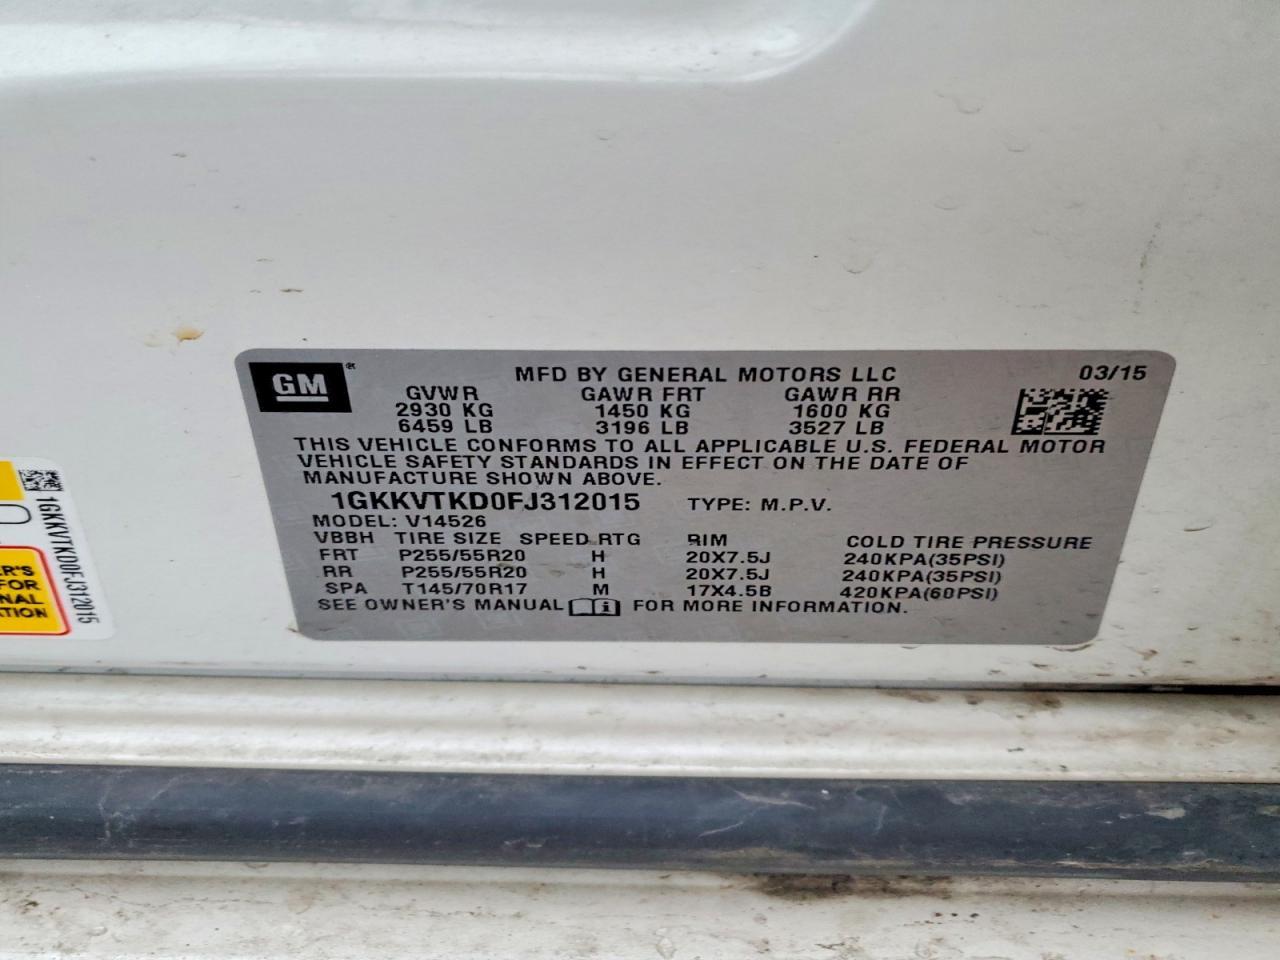 GM®
MFD BY GENERAL MOTORS LLC 03/15
GVWR GAWR FRT GAWR RR
2930 KG 1450 KG 1600 KG
6459 LB 3196 LB 3527 LB
THIS VEHICLE CONFORMS TO ALL APPLICABLE U.S. FEDERAL MOTOR
VEHICLE SAFETY STANDARDS IN EFFECT ON THE DATE OF
MANUFACTURE SHOWN ABOVE.
1GKKVTKD0FJ312015 TYPE: M.P.V.
MODEL: V14526
VBBH TIRE SIZE SPEED RTG RIM COLD TIRE PRESSURE
FRT P255/55R20 H 20X7.5J 240KPA(35PSI)
RR P255/55R20 H 20X7.5J 240KPA(35PSI)
SPA T145/70R17 M 17X4.5B 420KPA(60PSI)
SEE OWNER'S MANUAL i FOR MORE INFORMATION.
1GKKVTKD0FJ312015
ER'S
FOR
NAL
TION